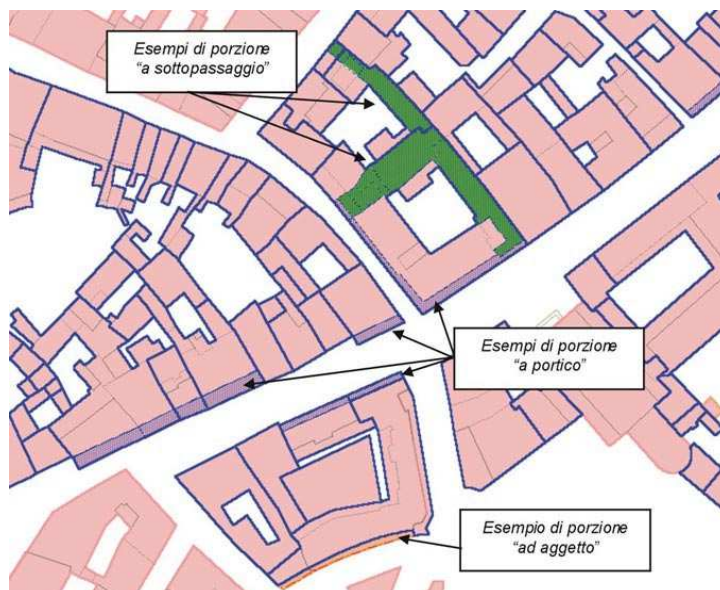 Esempi di porzione
"a sottopassaggio"
Esempi di porzione
"a portico"
Esempio di porzione
"ad aggetto"